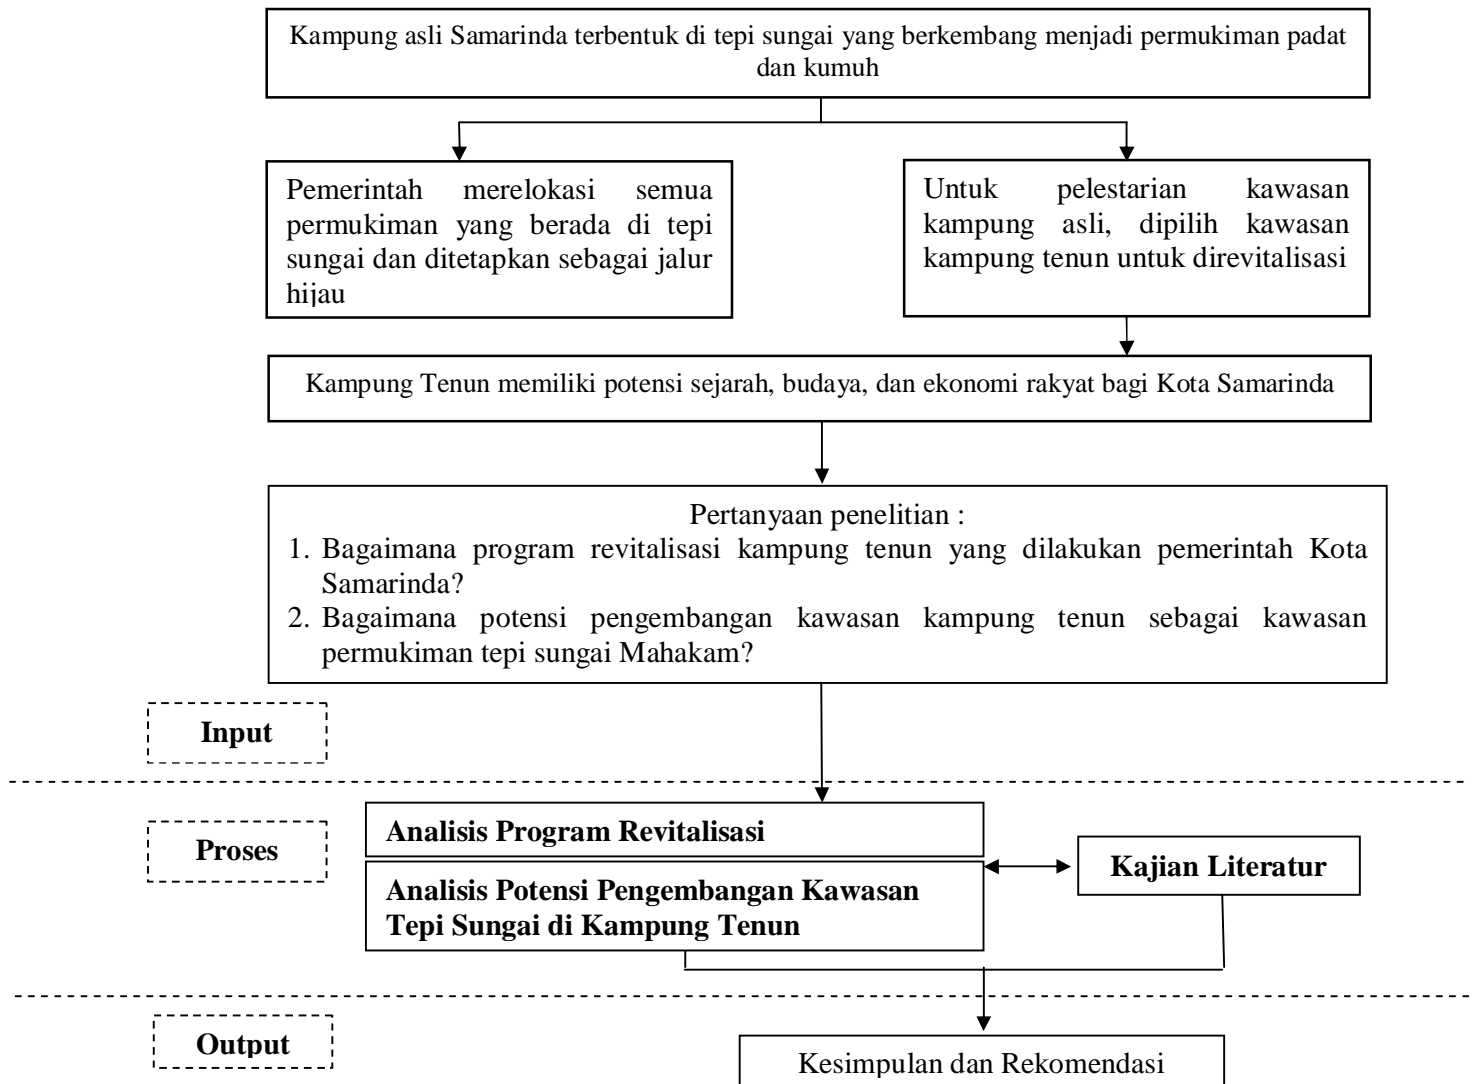 Kampung asli Samarinda terbentuk di tepi sungai yang berkembang menjadi permukiman padat
dan kumuh
Pemerintah merelokasi semua
permukiman yang berada di tepi
sungai dan ditetapkan sebagai jalur
hijau
Untuk pelestarian kawasan
kampung asli, dipilih kawasan
kampung tenun untuk direvitalisasi
Kampung Tenun memiliki potensi sejarah, budaya, dan ekonomi rakyat bagi Kota Samarinda
Pertanyaan penelitian :
1. Bagaimana program revitalisasi kampung tenun yang dilakukan pemerintah Kota
Samarinda?
2. Bagaimana potensi pengembangan kawasan kampung tenun sebagai kawasan
permukiman tepi sungai Mahakam?
Input
Proses
Analisis Program Revitalisasi
Analisis Potensi Pengembangan Kawasan
Tepi Sungai di Kampung Tenun
Kajian Literatur
Output
Kesimpulan dan Rekomendasi